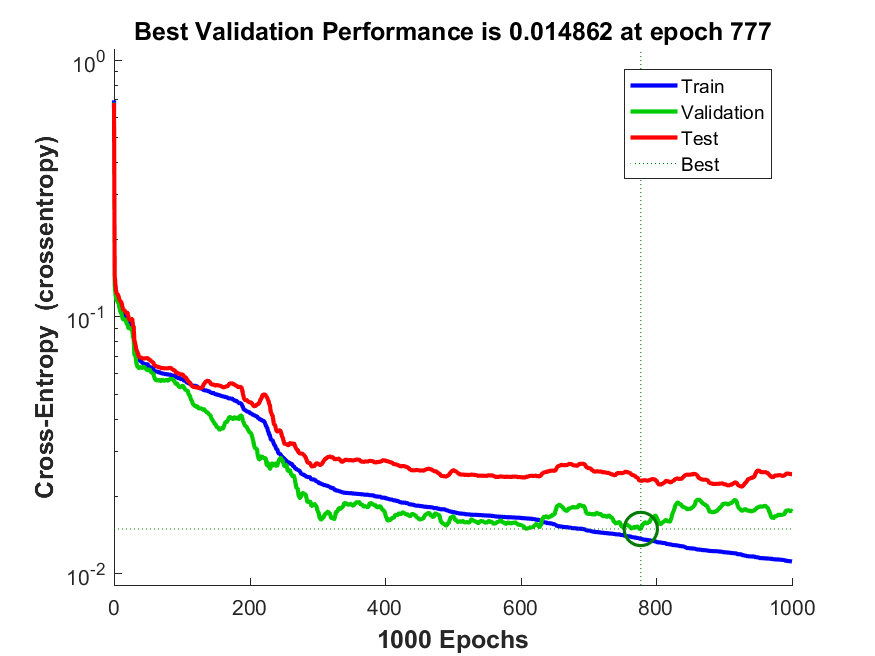 Best Validation Performance is 0.014862 at epoch 777
10^0
Train
Validation
Test
Best
Cross-Entropy (crossentropy)
10^-1
10^-2
0
200
400
600
800
1000
1000 Epochs